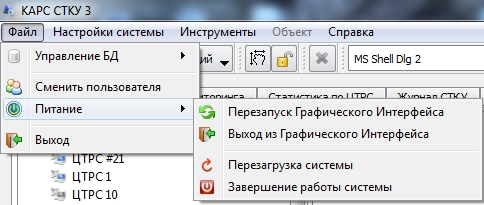 КАРС СТКУ 3
Файл Настройки системы Инструменты Объект Справка
Управление БД ий MS Shell Dlg 2
Сменить пользователя
Питание иторинга Статистика по ЦТРС Журнал СТКУ
Перезапуск Графического Интерфейса
Выход из Графического Интерфейса
Выход
Перезагрузка системы
ЦТРС #21
ЦТРС 1
Завершение работы системы
ЦТРС 10